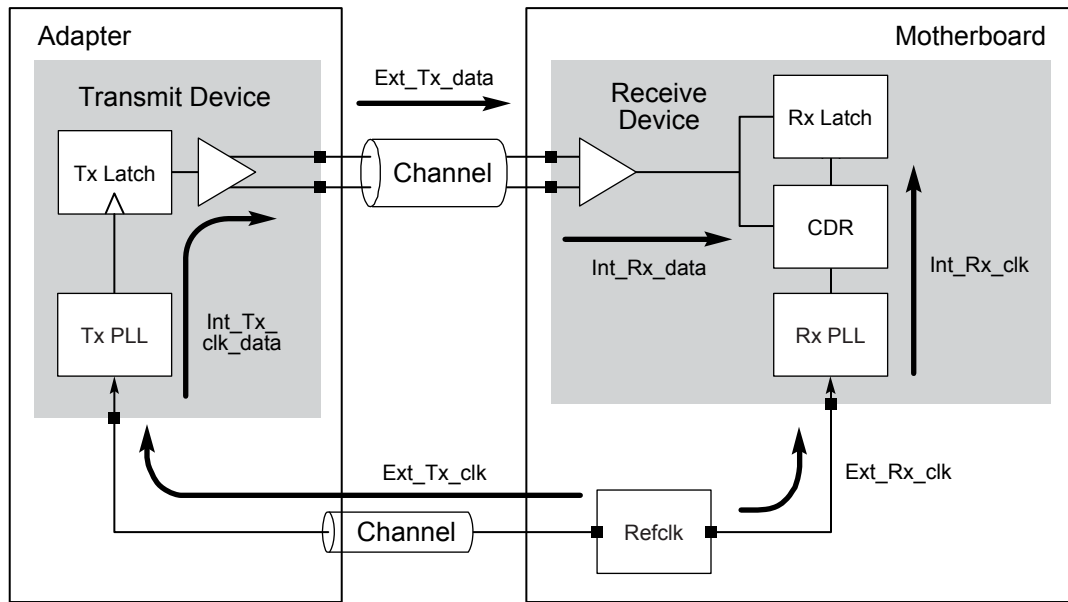 Adapter
Motherboard
Transmit Device
Ext_Tx_data
Receive
Device
Rx Latch
Tx Latch
Channel
CDR
Int_Rx_data
Int_Rx_clk
Tx PLL
Int_Tx_
clk_data
Rx PLL
Ext_Tx_clk
Ext_Rx_clk
Channel
Refclk